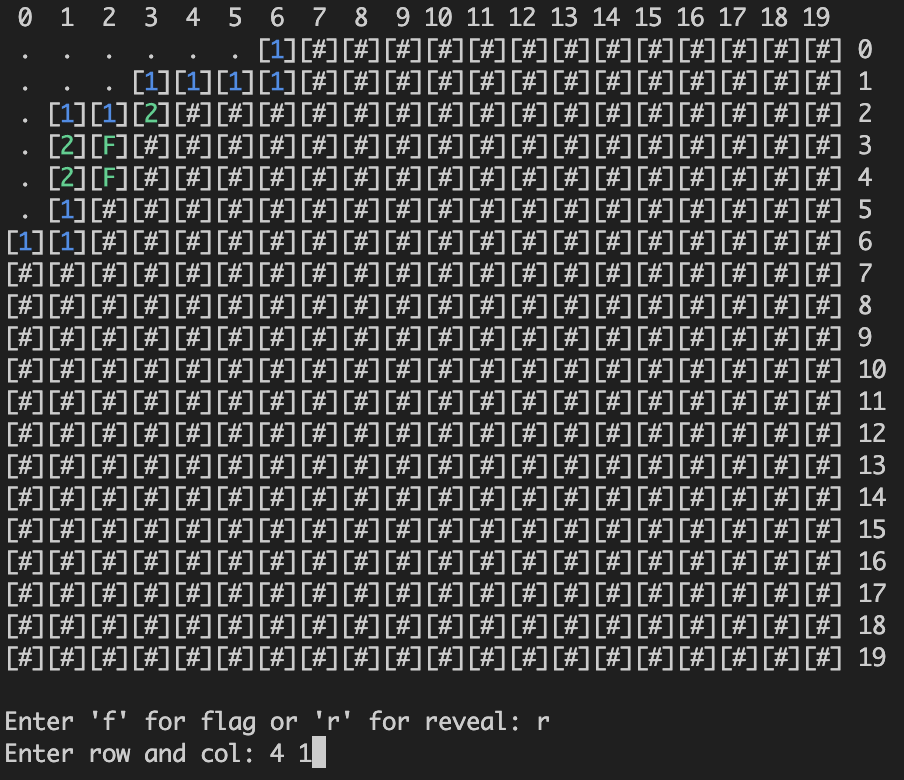 0 1 2 3 4 5 6 7 8 9 10 11 12 13 14 15 16 17 18 19
. . . . . . [1][#][#][#][#][#][#][#][#][#][#][#][#][#] 0
. . . [1][1][1][1][#][#][#][#][#][#][#][#][#][#][#][#][#] 1
. [1][1][2][#][#][#][#][#][#][#][#][#][#][#][#][#][#][#][#] 2
. [2][F][#][#][#][#][#][#][#][#][#][#][#][#][#][#][#][#][#] 3
. [2][F][#][#][#][#][#][#][#][#][#][#][#][#][#][#][#][#][#] 4
. [1][#][#][#][#][#][#][#][#][#][#][#][#][#][#][#][#][#][#] 5
[1][1][#][#][#][#][#][#][#][#][#][#][#][#][#][#][#][#][#][#] 6
[#][#][#][#][#][#][#][#][#][#][#][#][#][#][#][#][#][#][#][#] 7
[#][#][#][#][#][#][#][#][#][#][#][#][#][#][#][#][#][#][#][#] 8
[#][#][#][#][#][#][#][#][#][#][#][#][#][#][#][#][#][#][#][#] 9
[#][#][#][#][#][#][#][#][#][#][#][#][#][#][#][#][#][#][#][#] 10
[#][#][#][#][#][#][#][#][#][#][#][#][#][#][#][#][#][#][#][#] 11
[#][#][#][#][#][#][#][#][#][#][#][#][#][#][#][#][#][#][#][#] 12
[#][#][#][#][#][#][#][#][#][#][#][#][#][#][#][#][#][#][#][#] 13
[#][#][#][#][#][#][#][#][#][#][#][#][#][#][#][#][#][#][#][#] 14
[#][#][#][#][#][#][#][#][#][#][#][#][#][#][#][#][#][#][#][#] 15
[#][#][#][#][#][#][#][#][#][#][#][#][#][#][#][#][#][#][#][#] 16
[#][#][#][#][#][#][#][#][#][#][#][#][#][#][#][#][#][#][#][#] 17
[#][#][#][#][#][#][#][#][#][#][#][#][#][#][#][#][#][#][#][#] 18
[#][#][#][#][#][#][#][#][#][#][#][#][#][#][#][#][#][#][#][#] 19
Enter 'f' for flag or 'r' for reveal: r
Enter row and col: 4 1